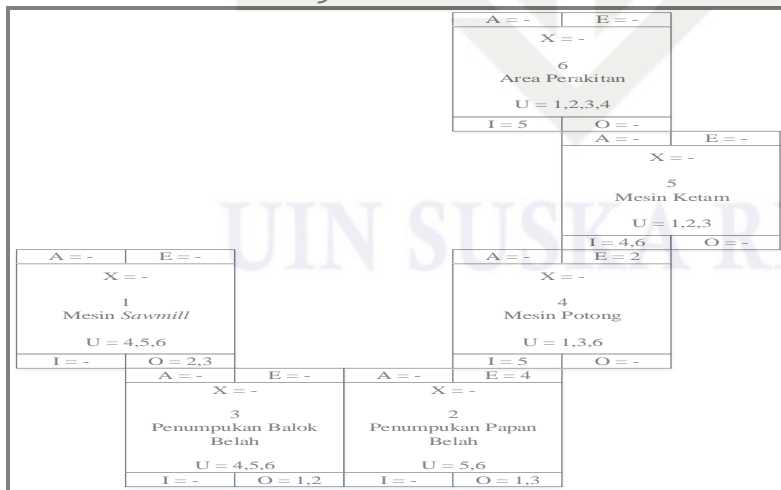 A = - E = -
X = -
6
Area Perakitan
U = 1,2,3,4
I = 5 O = -
A = - E = -
X = -
5
Mesin Ketam
U = 1,2,3
I = 4,6 O = -
A = - E = -
X = -
1
Mesin Sawmill
U = 4,5,6
I = - O = 2,3
A = - E = 2
X = -
4
Mesin Potong
U = 1,3,6
I = 5 O = -
A = - E = -
X = -
3
Penumpukan Balok
Belah
U = 4,5,6
I = - O = 1,2
A = - E = 4
X = -
2
Penumpukan Papan
Belah
U = 5,6
I = - O = 1,3
UIN SUSKA R